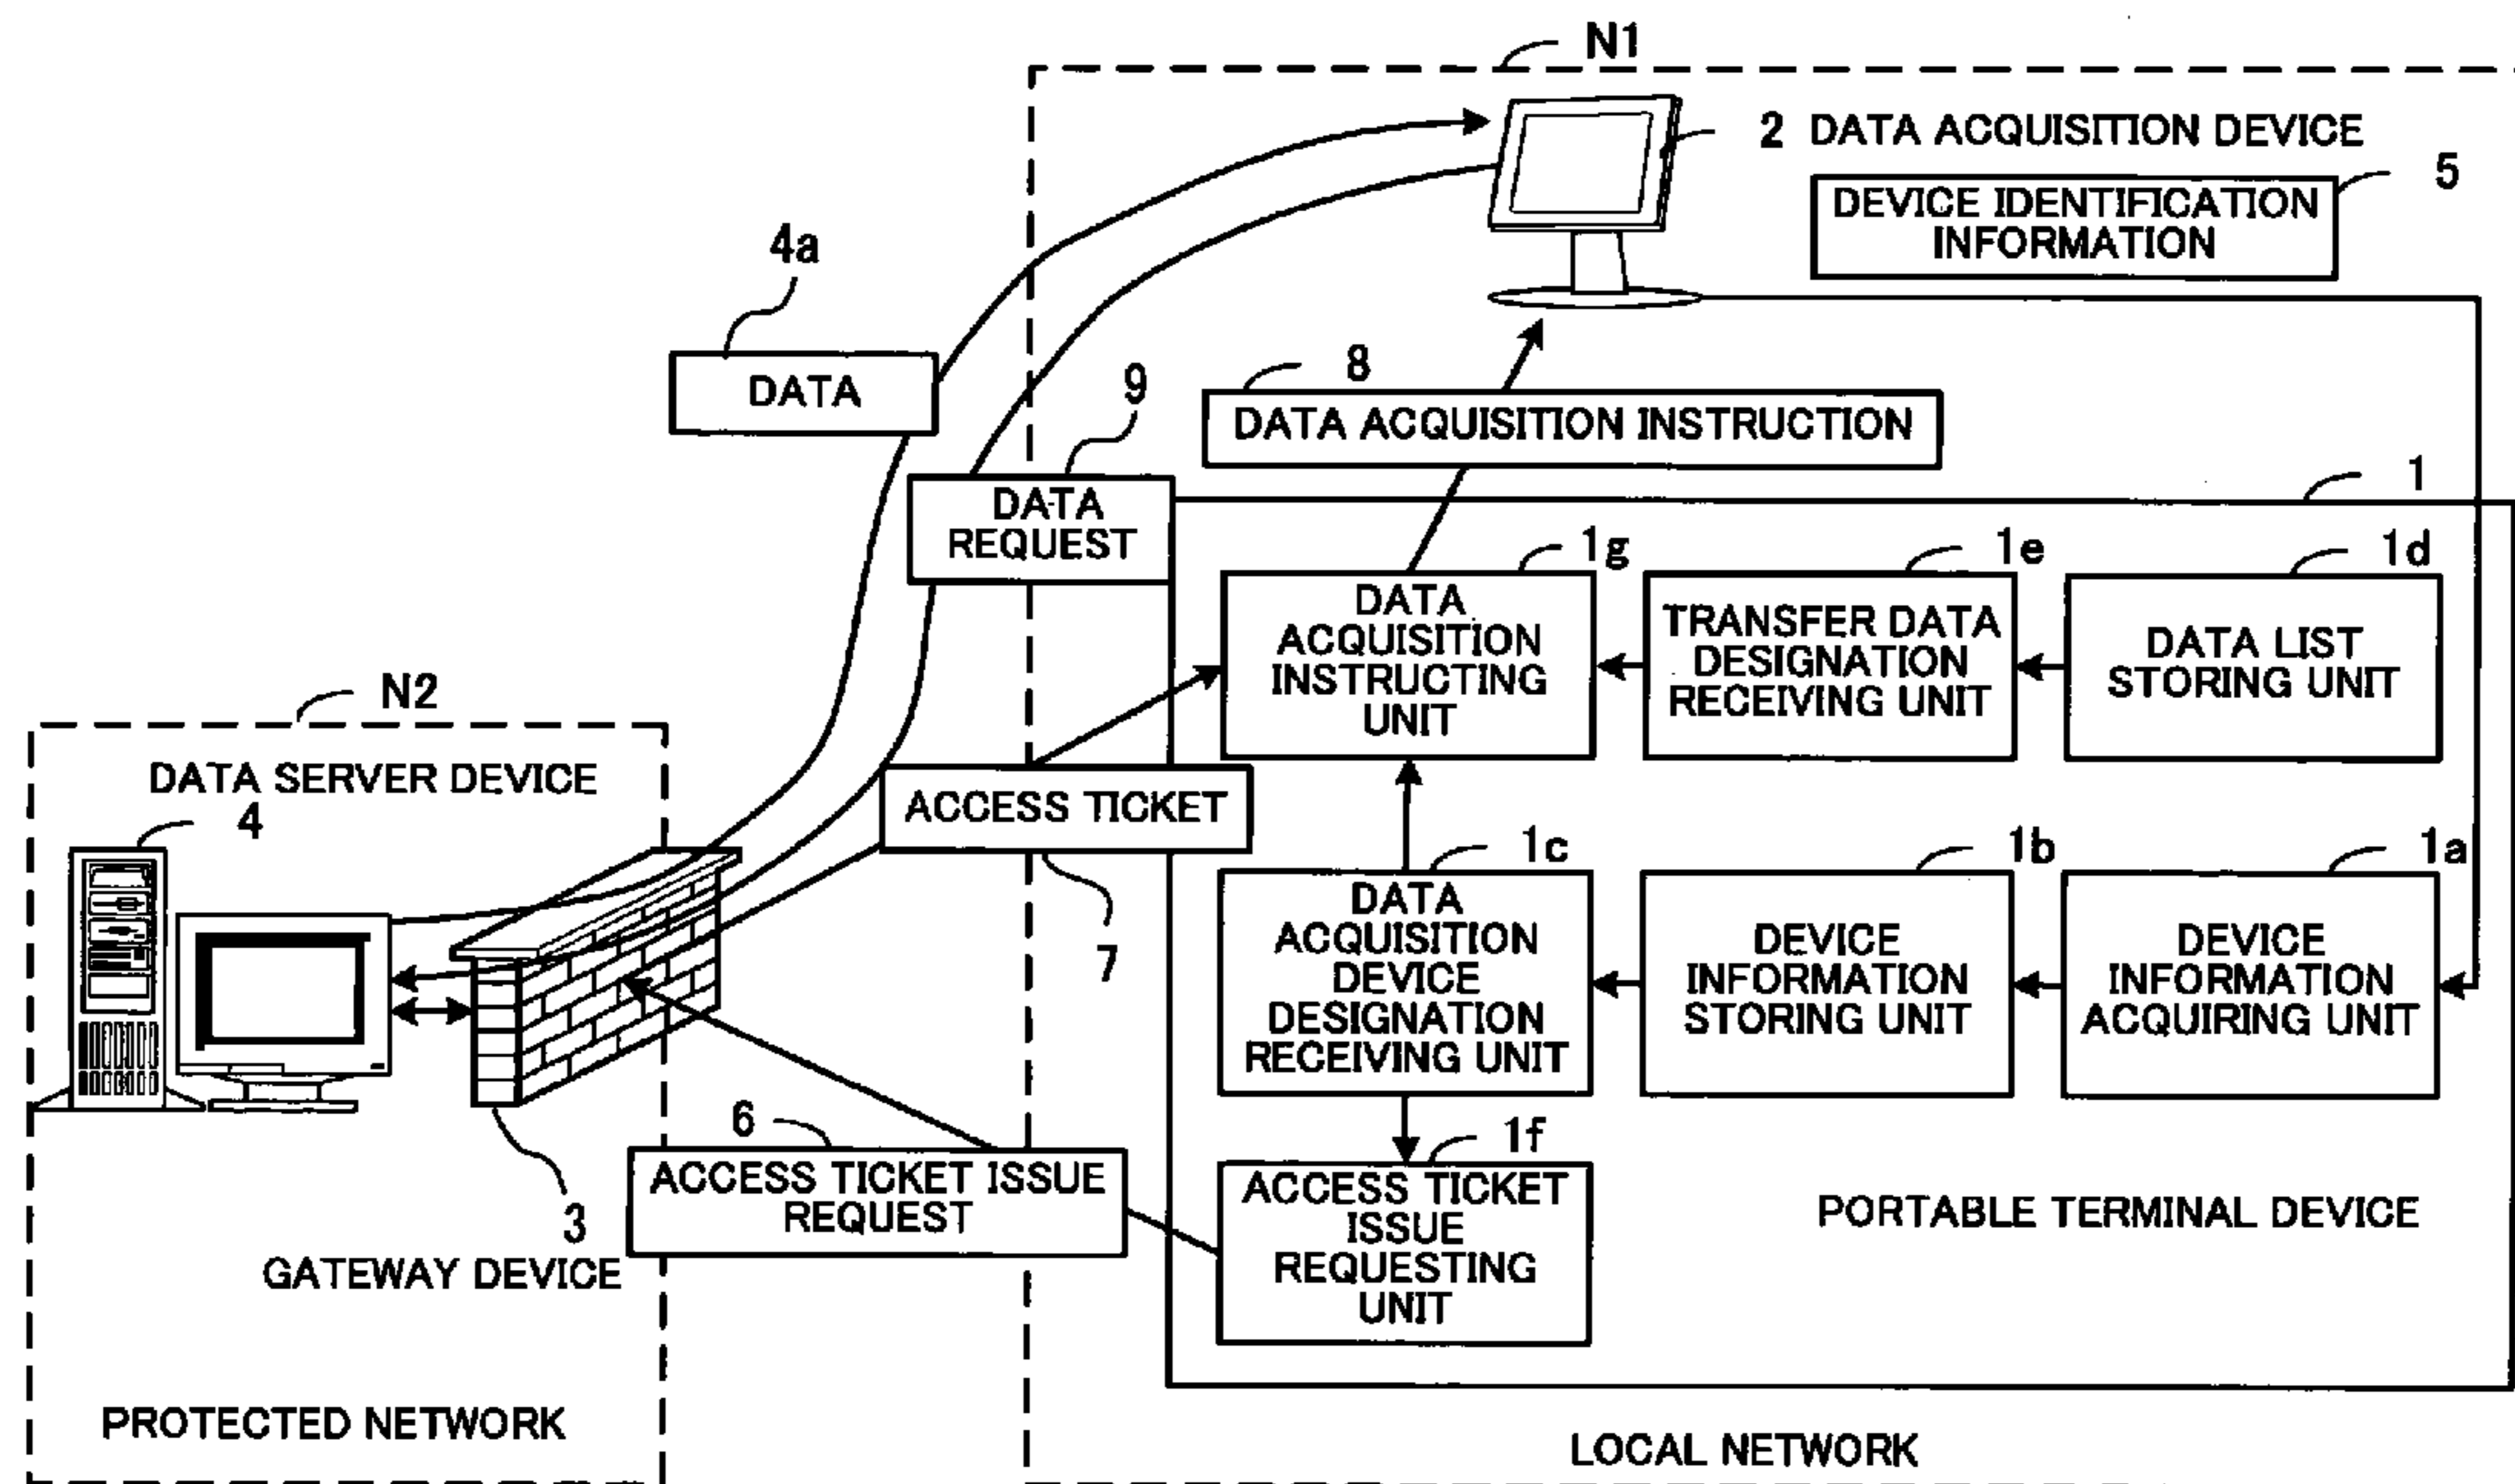 N1
2 DATA ACQUISITION DEVICE
5
DEVICE IDENTIFICATION
INFORMATION
4a
DATA
9
8
DATA ACQUISITION INSTRUCTION
DATA
REQUEST
1
1g
DATA
ACQUISITION
INSTRUCTING
UNIT
1e
TRANSFER DATA
DESIGNATION
RECEIVING UNIT
1d
DATA LIST
STORING UNIT
N2
DATA SERVER DEVICE
4
ACCESS TICKET
7
1c
DATA
ACQUISITION
DEVICE
DESIGNATION
RECEIVING UNIT
1b
DEVICE
INFORMATION
STORING UNIT
1a
DEVICE
INFORMATION
ACQUIRING UNIT
3
GATEWAY DEVICE
6
ACCESS TICKET ISSUE
REQUEST
1f
ACCESS TICKET
ISSUE
REQUESTING
UNIT
PORTABLE TERMINAL DEVICE
PROTECTED NETWORK
LOCAL NETWORK